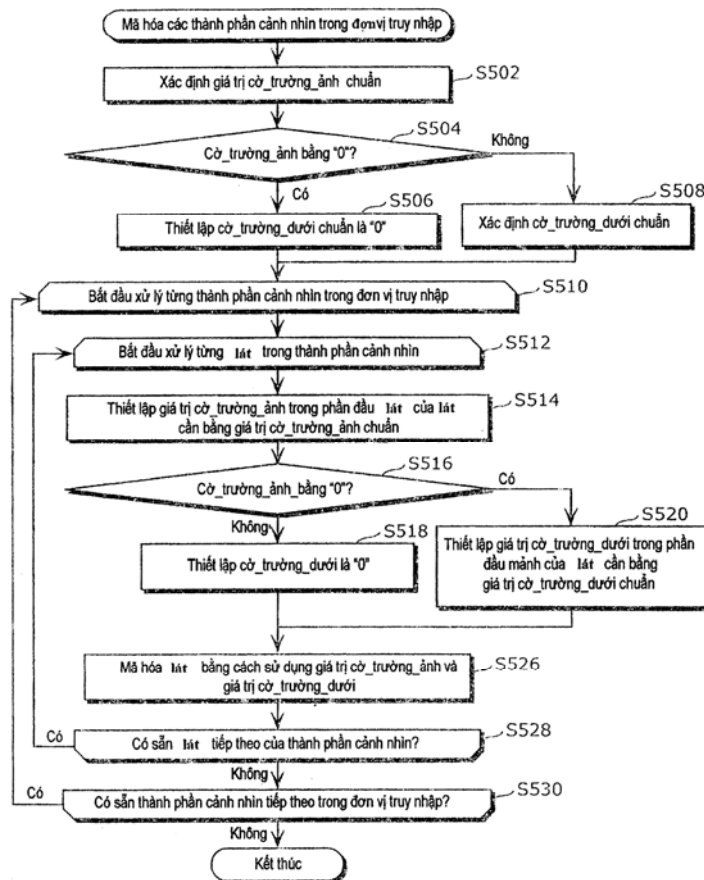 Mã hóa các thành phần cảnh nhìn trong đơn vị truy nhập
S502
Xác định giá trị cờ_trường_ảnh chuẩn
S504
Cờ_trường_ảnh bằng "0"?
Không
Có
S506
Thiết lập cờ_trường_dưới chuẩn là "0"
S508
Xác định cờ_trường_dưới chuẩn
Bắt đầu xử lý từng thành phần cảnh nhìn trong đơn vị truy nhập
S510
Bắt đầu xử lý từng lát trong thành phần cảnh nhìn
S512
Thiết lập giá trị cờ_trường_ảnh trong phần đầu lát của lát
cần bằng giá trị cờ_trường_ảnh chuẩn
S514
S516
Cờ_trường_ảnh_bằng "0"?
Có
Không
S518
Thiết lập cờ_trường_dưới là "0"
S520
Thiết lập giá trị cờ_trường_dưới trong phần
đầu mảnh của lát cần bằng
giá trị cờ_trường_dưới chuẩn
Mã hóa lát bằng cách sử dụng giá trị cờ_trường_ảnh và
giá trị cờ_trường_dưới
S526
S528
Có
Có sẵn lát tiếp theo của thành phần cảnh nhìn?
Không
S530
Có
Có sẵn thành phần cảnh nhìn tiếp theo trong đơn vị truy nhập?
Không
Kết thúc